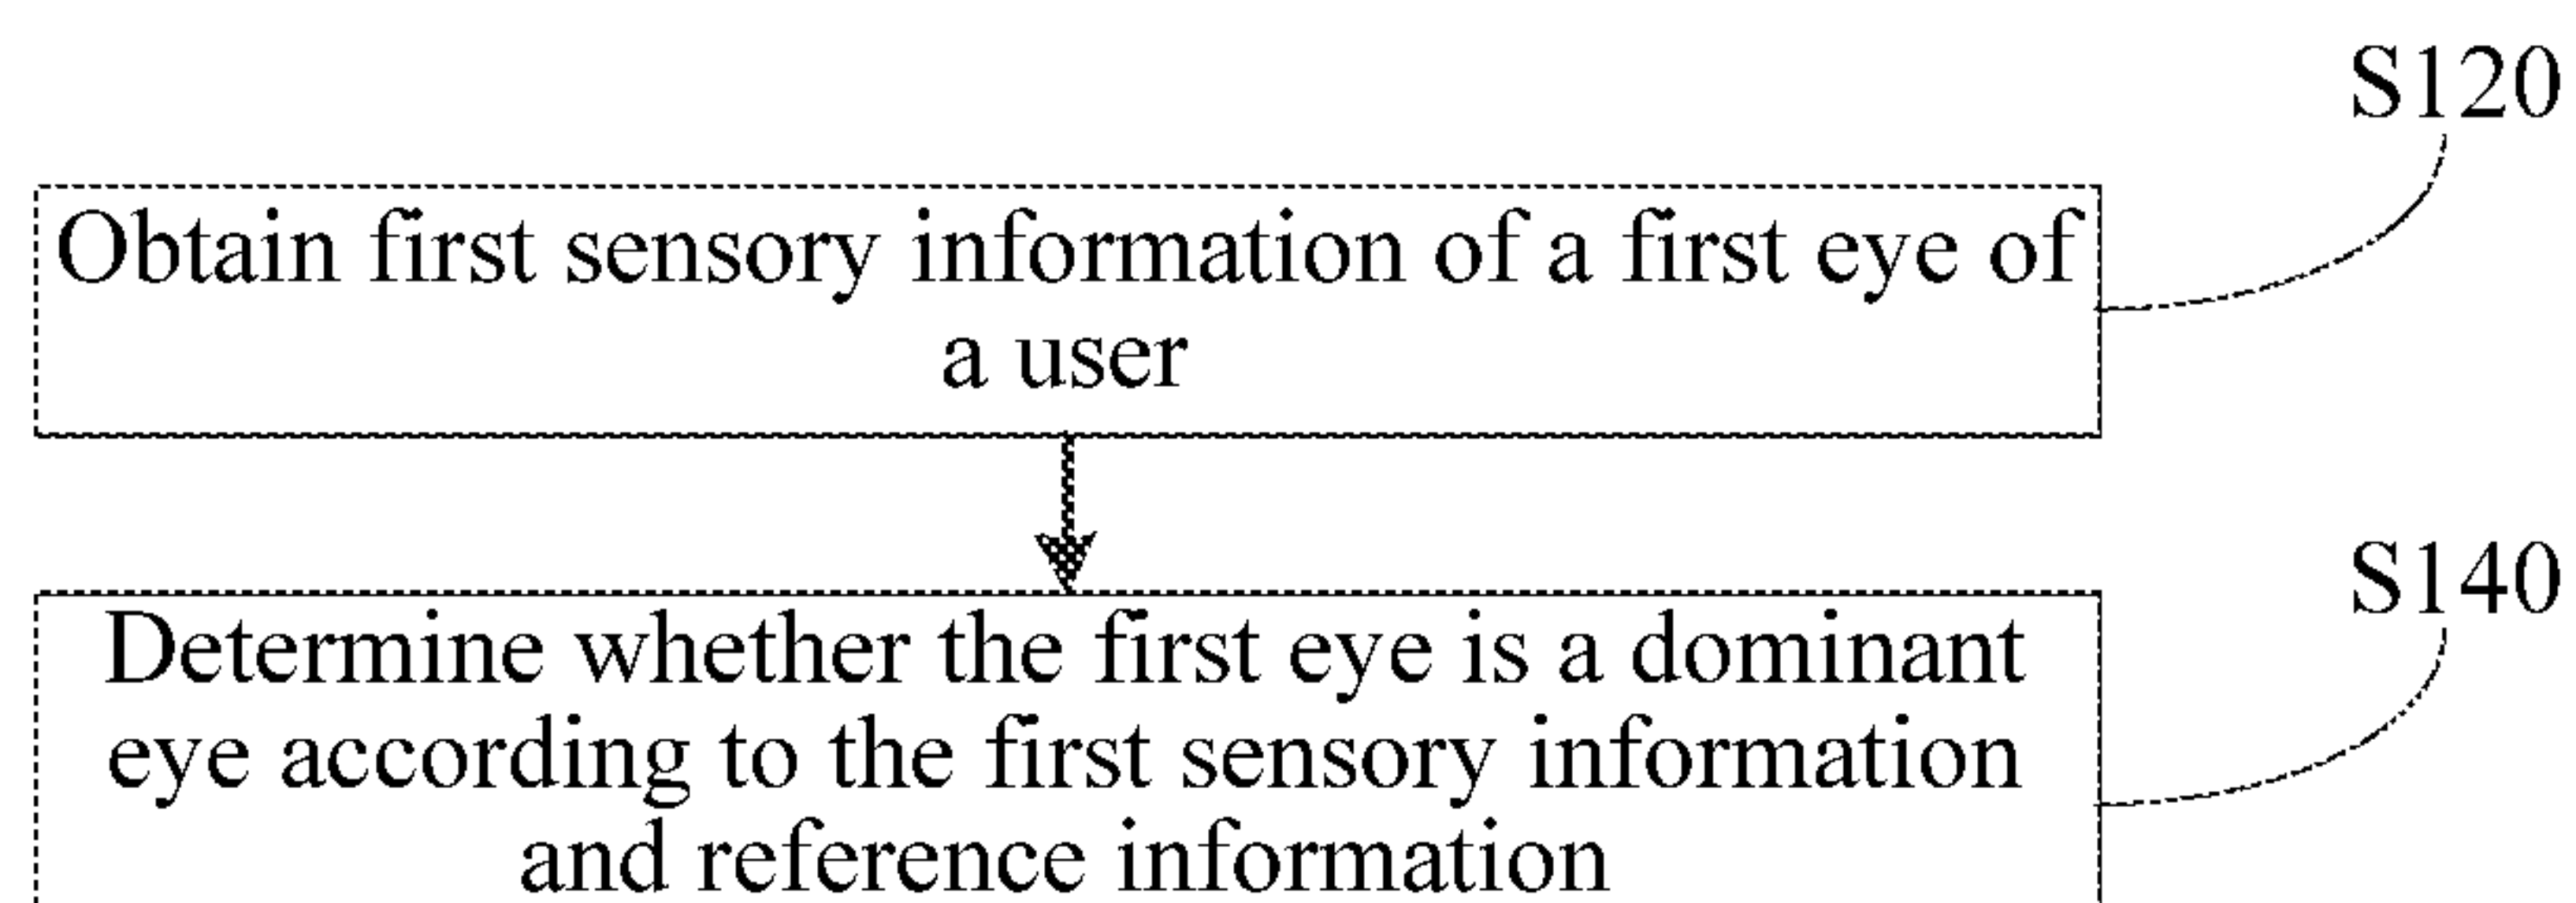 S120
Obtain first sensory information of a first eye of
a user
S140
Determine whether the first eye is a dominant
eye according to the first sensory information
and reference information